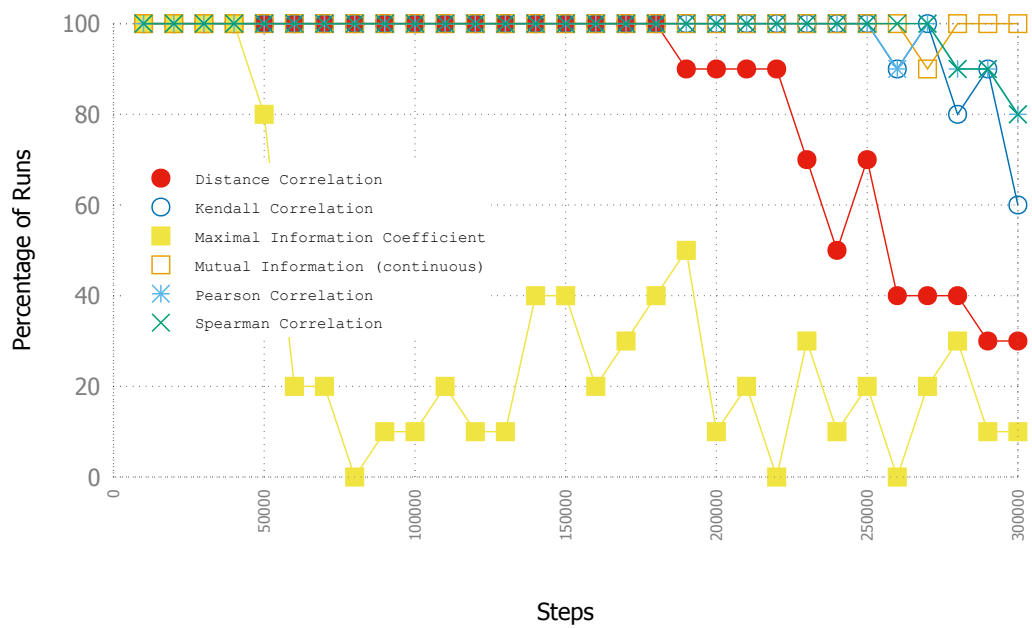 100
80
60
40
20
0
Percentage of Runs
Distance Correlation
Kendall Correlation
Maximal Information Coefficient
Mutual Information (continuous)
Pearson Correlation
Spearman Correlation
0
50000
100000
150000
200000
250000
300000
Steps